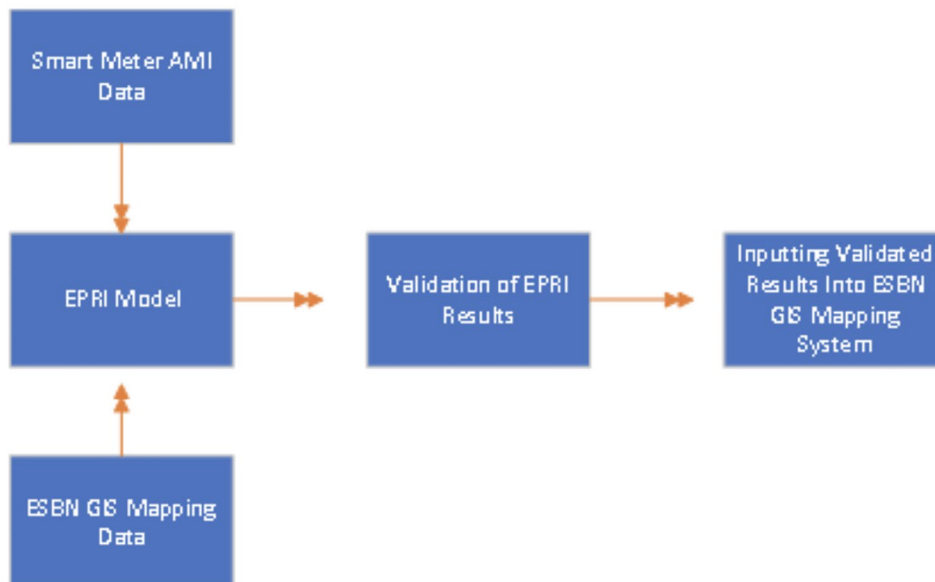 Smart Meter AMI
Data
EPRI Model
Validation of EPRI
Results
Inputting Validated
Results Into ESBN
GIS Mapping
System
ESBN GIS Mapping
Data